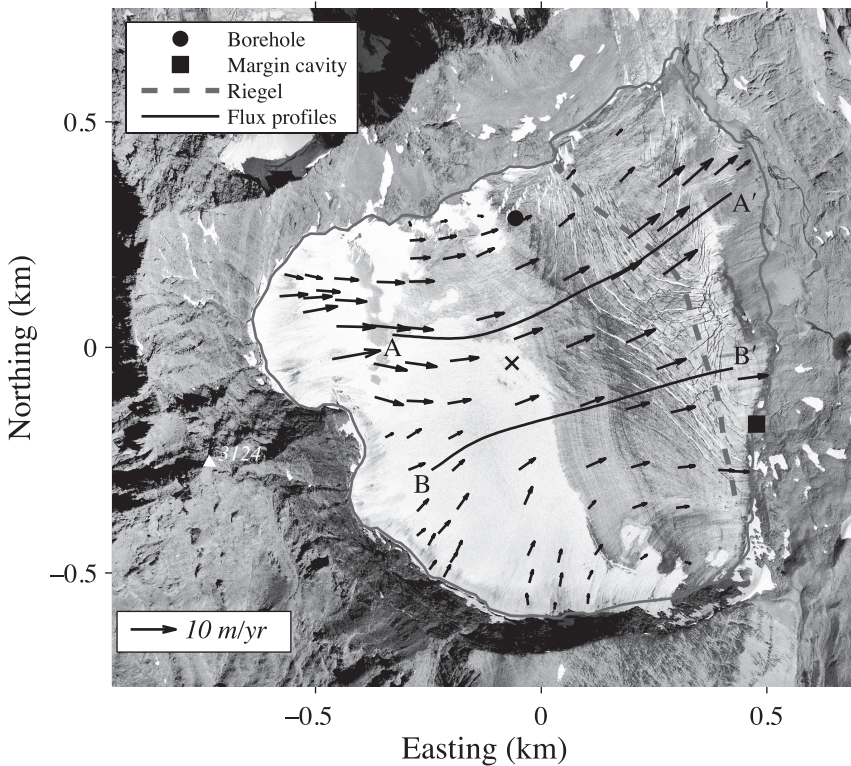 Borehole
Margin cavity
Riegel
Flux profiles
0.5
0
−0.5
Northing (km)
A
A′
B
B′
3124
10 m/yr
−0.5
0
0.5
Easting (km)